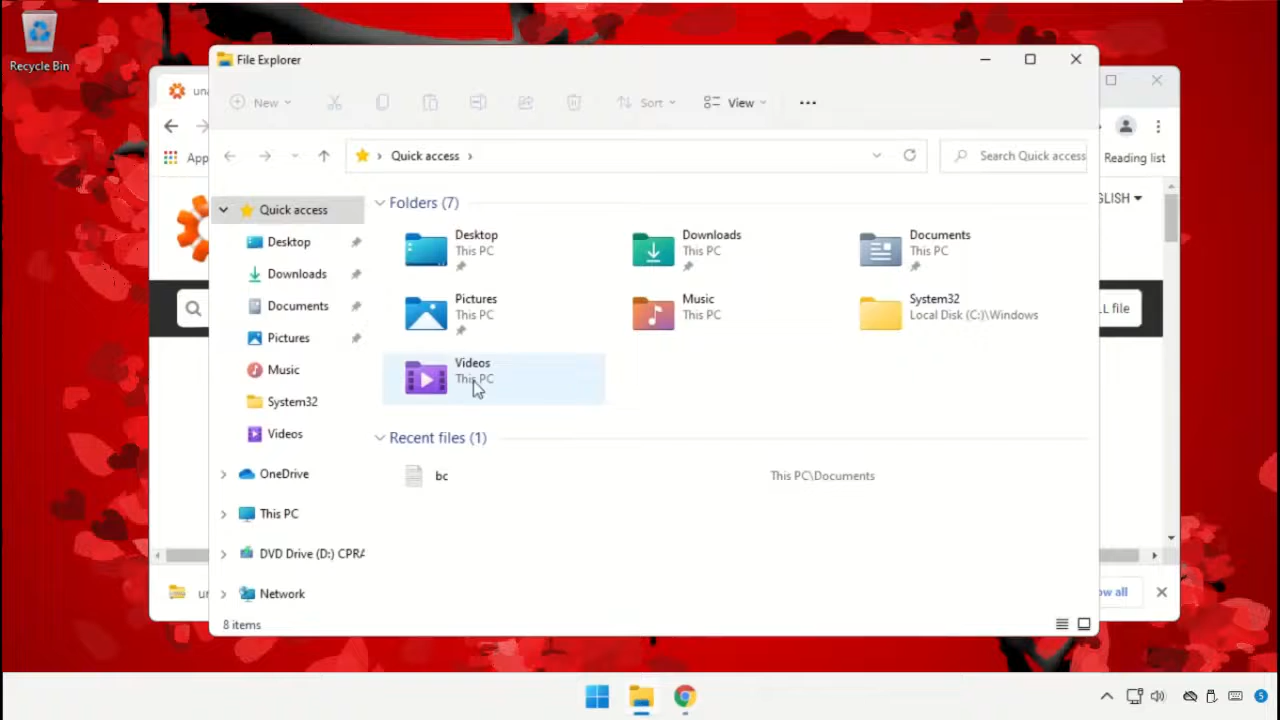 Recycle Bin
File Explorer
New
Sort
View
Quick access
Search Quick access
App
Reading list
GLISH
LL file
ow all
Quick access
Desktop
Downloads
Documents
Pictures
Music
System32
Videos
OneDrive
This PC
DVD Drive (D:) CPRA
Network
Folders (7)
Desktop
This PC
Downloads
This PC
Documents
This PC
Pictures
This PC
Music
This PC
System32
Local Disk (C:)\Windows
Videos
This PC
Recent files (1)
bc This PC\Documents
8 items
5